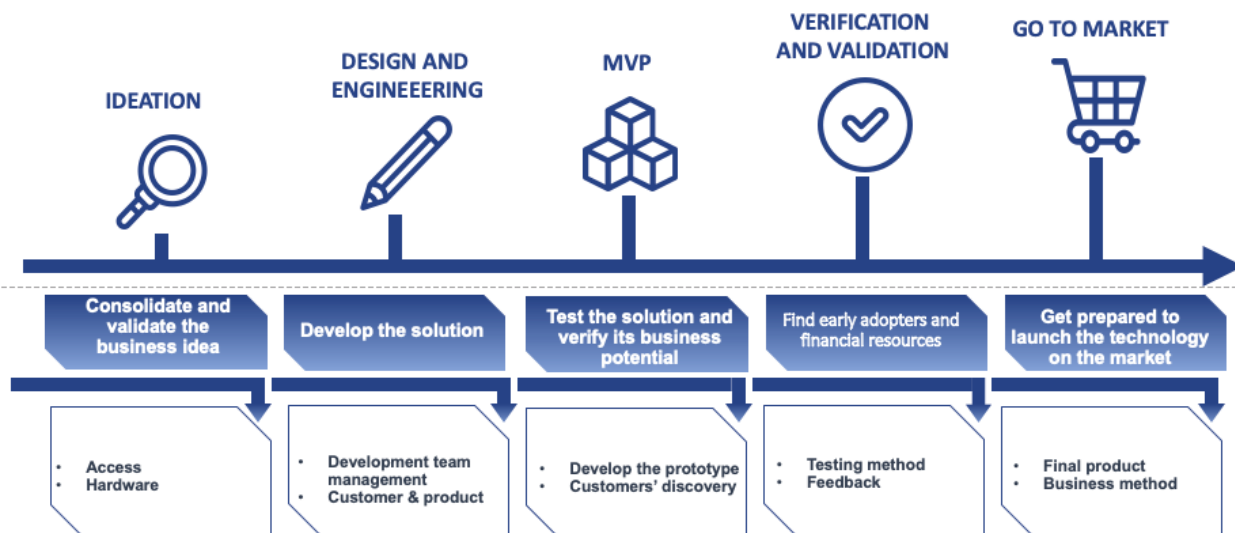 IDEATION
DESIGN AND
ENGINEEERING
MVP
VERIFICATION
AND VALIDATION
GO TO MARKET
Consolidate and
validate the
business idea
Develop the solution
Test the solution and
verify its business
potential
Find early adopters and
financial resources
Get prepared to
launch the technology
on the market
• Access
• Hardware
• Development team
management
• Customer & product
• Develop the prototype
• Customers’ discovery
• Testing method
• Feedback
• Final product
• Business method